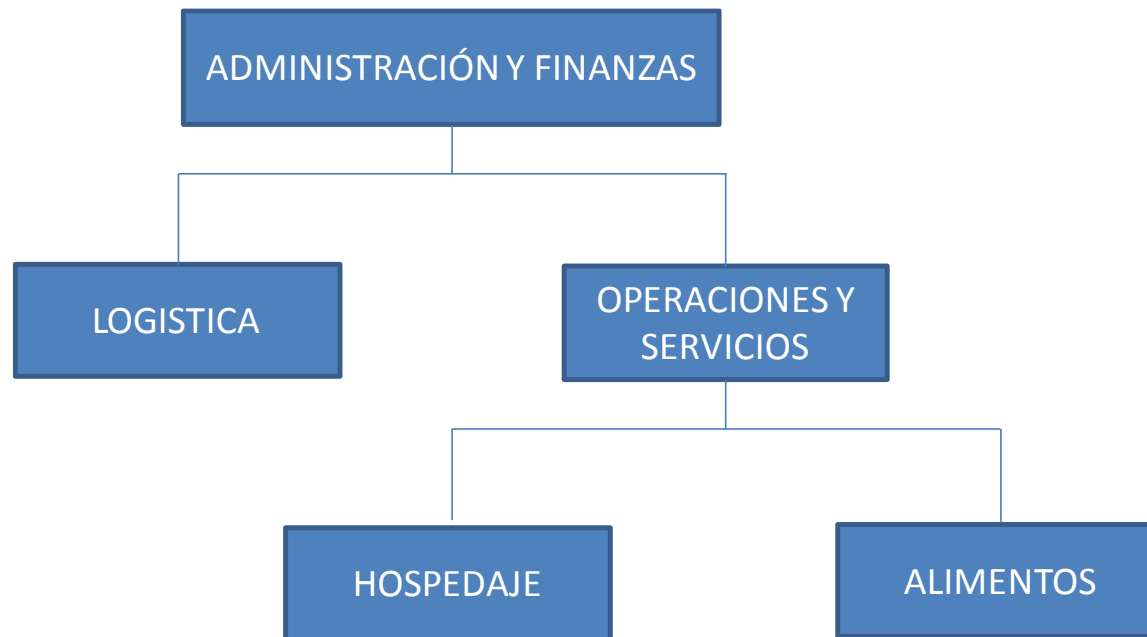 ADMINISTRACIÓN Y FINANZAS
LOGISTICA
OPERACIONES Y
SERVICIOS
HOSPEDAJE
ALIMENTOS